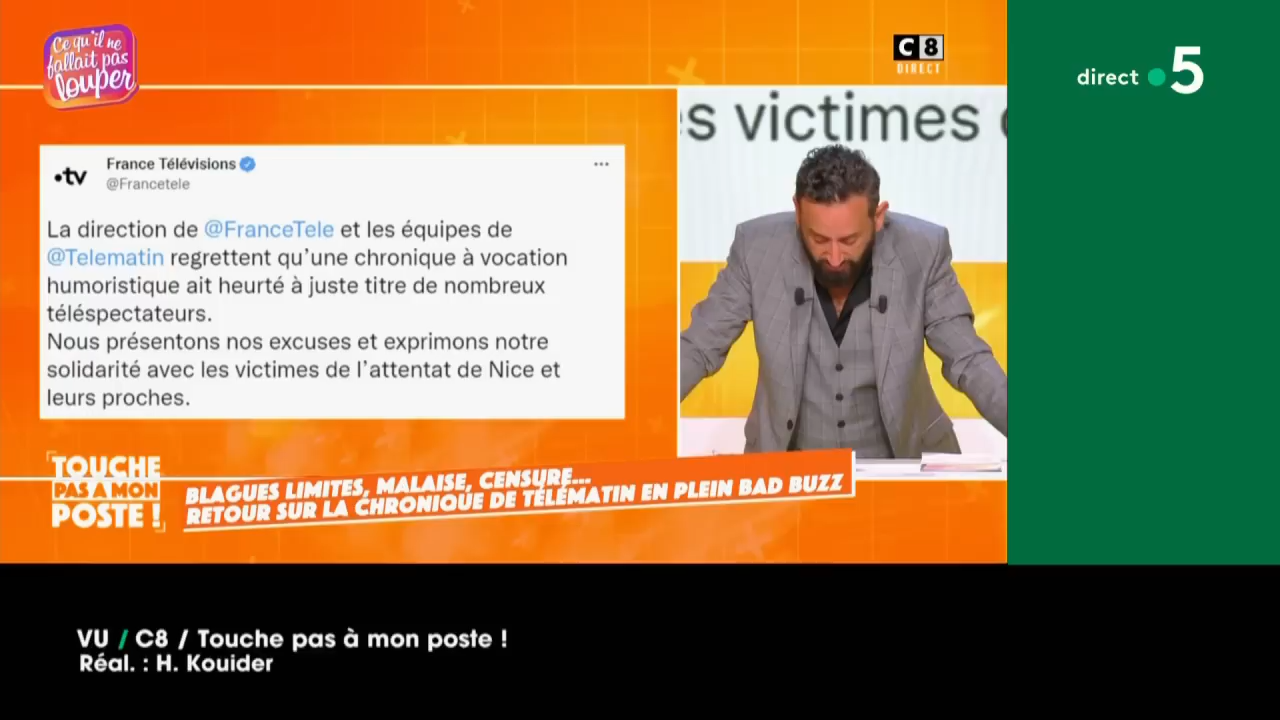 Ce qu'il ne
fallait pas
louper
C8
DIRECT
direct 5
es victimes
•tv
France Télévisions
@Francetele
La direction de @FranceTele et les équipes de
@Telematin regrettent qu'une chronique à vocation
humoristique ait heurté à juste titre de nombreux
téléspectateurs.
Nous présentons nos excuses et exprimons notre
solidarité avec les victimes de l'attentat de Nice et
leurs proches.
TOUCHE
PAS A MON
POSTE !
BLAGUES LIMITES, MALAISE, CENSURE...
RETOUR SUR LA CHRONIQUE DE TÉLÉMATIN EN PLEIN BAD BUZZ
VU / C8 / Touche pas à mon poste !
Réal. : H. Kouider